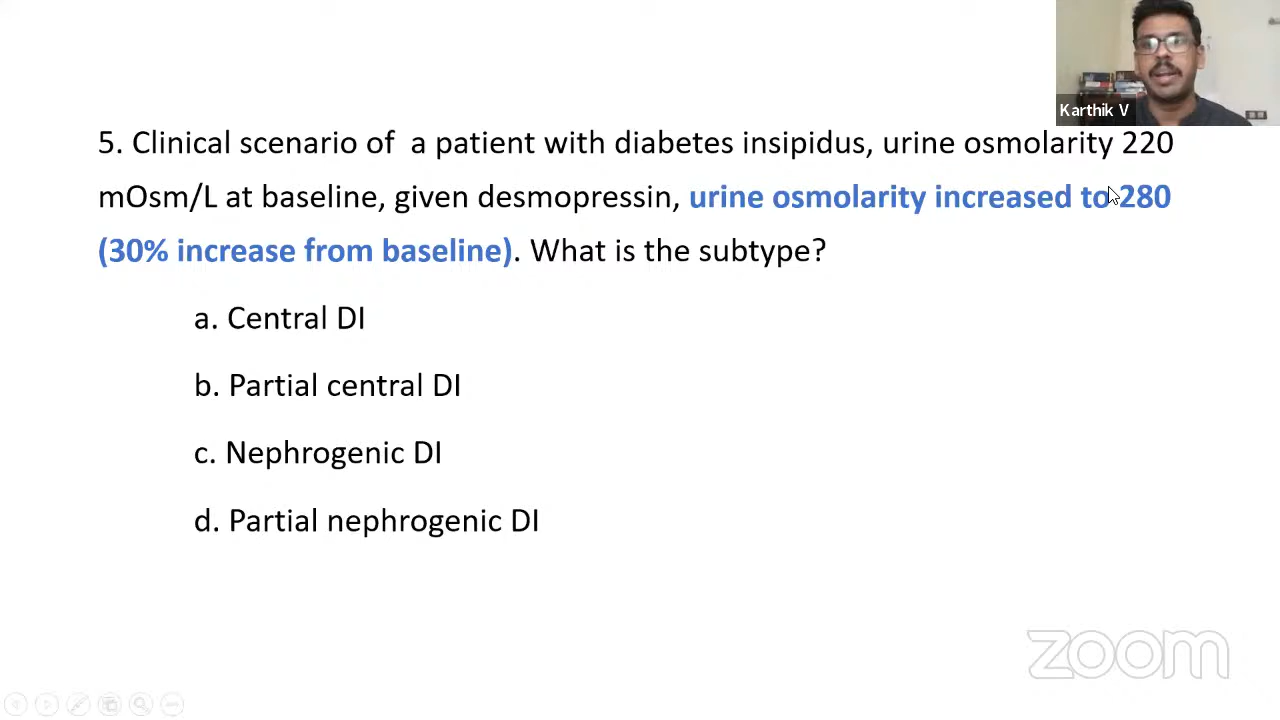 Karthik V
5. Clinical scenario of a patient with diabetes insipidus, urine osmolarity 220
mOsm/L at baseline, given desmopressin, urine osmolarity increased to 280
(30% increase from baseline). What is the subtype?
a. Central DI
b. Partial central DI
c. Nephrogenic DI
d. Partial nephrogenic DI
zoom